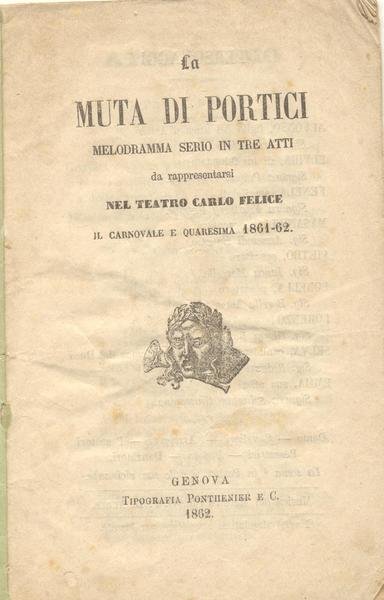 La
MUTA DI PORTICI
MELODRAMMA SERIO IN TRE ATTI
da rappresentarsi
NEL TEATRO CARLO FELICE
IL CARNOVALE E QUARESIMA 1861-62.
GENOVA
TIPOGRAFIA PONTHENIER E C.
1862.